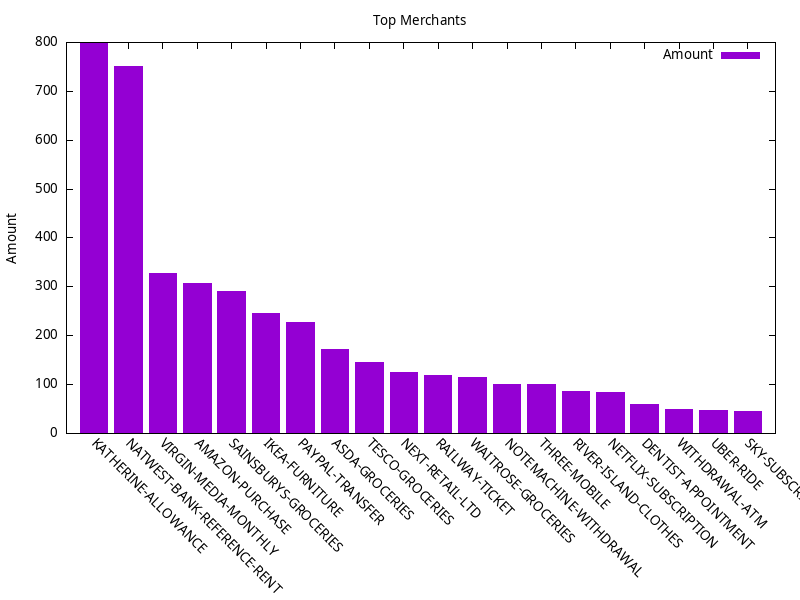 Top Merchants
Amount
800
700
600
500
400
300
200
100
0
Amount
KATHERINE-ALLOWANCE
NATWEST-BANK-REFERENCE-RENT
VIRGIN-MEDIA-MONTHLY
AMAZON-PURCHASE
SAINSBURYS-GROCERIES
IKEA-FURNITURE
PAYPAL-TRANSFER
ASDA-GROCERIES
TESCO-GROCERIES
NEXT-RETAIL-LTD
RAILWAY-TICKET
WAITROSE-GROCERIES
NOTEMACHINE-WITHDRAWAL
THREE-MOBILE
RIVER-ISLAND-CLOTHES
NETFLIX-SUBSCRIPTION
DENTIST-APPOINTMENT
WITHDRAWAL-ATM
UBER-RIDE
SKY-SUBSCR